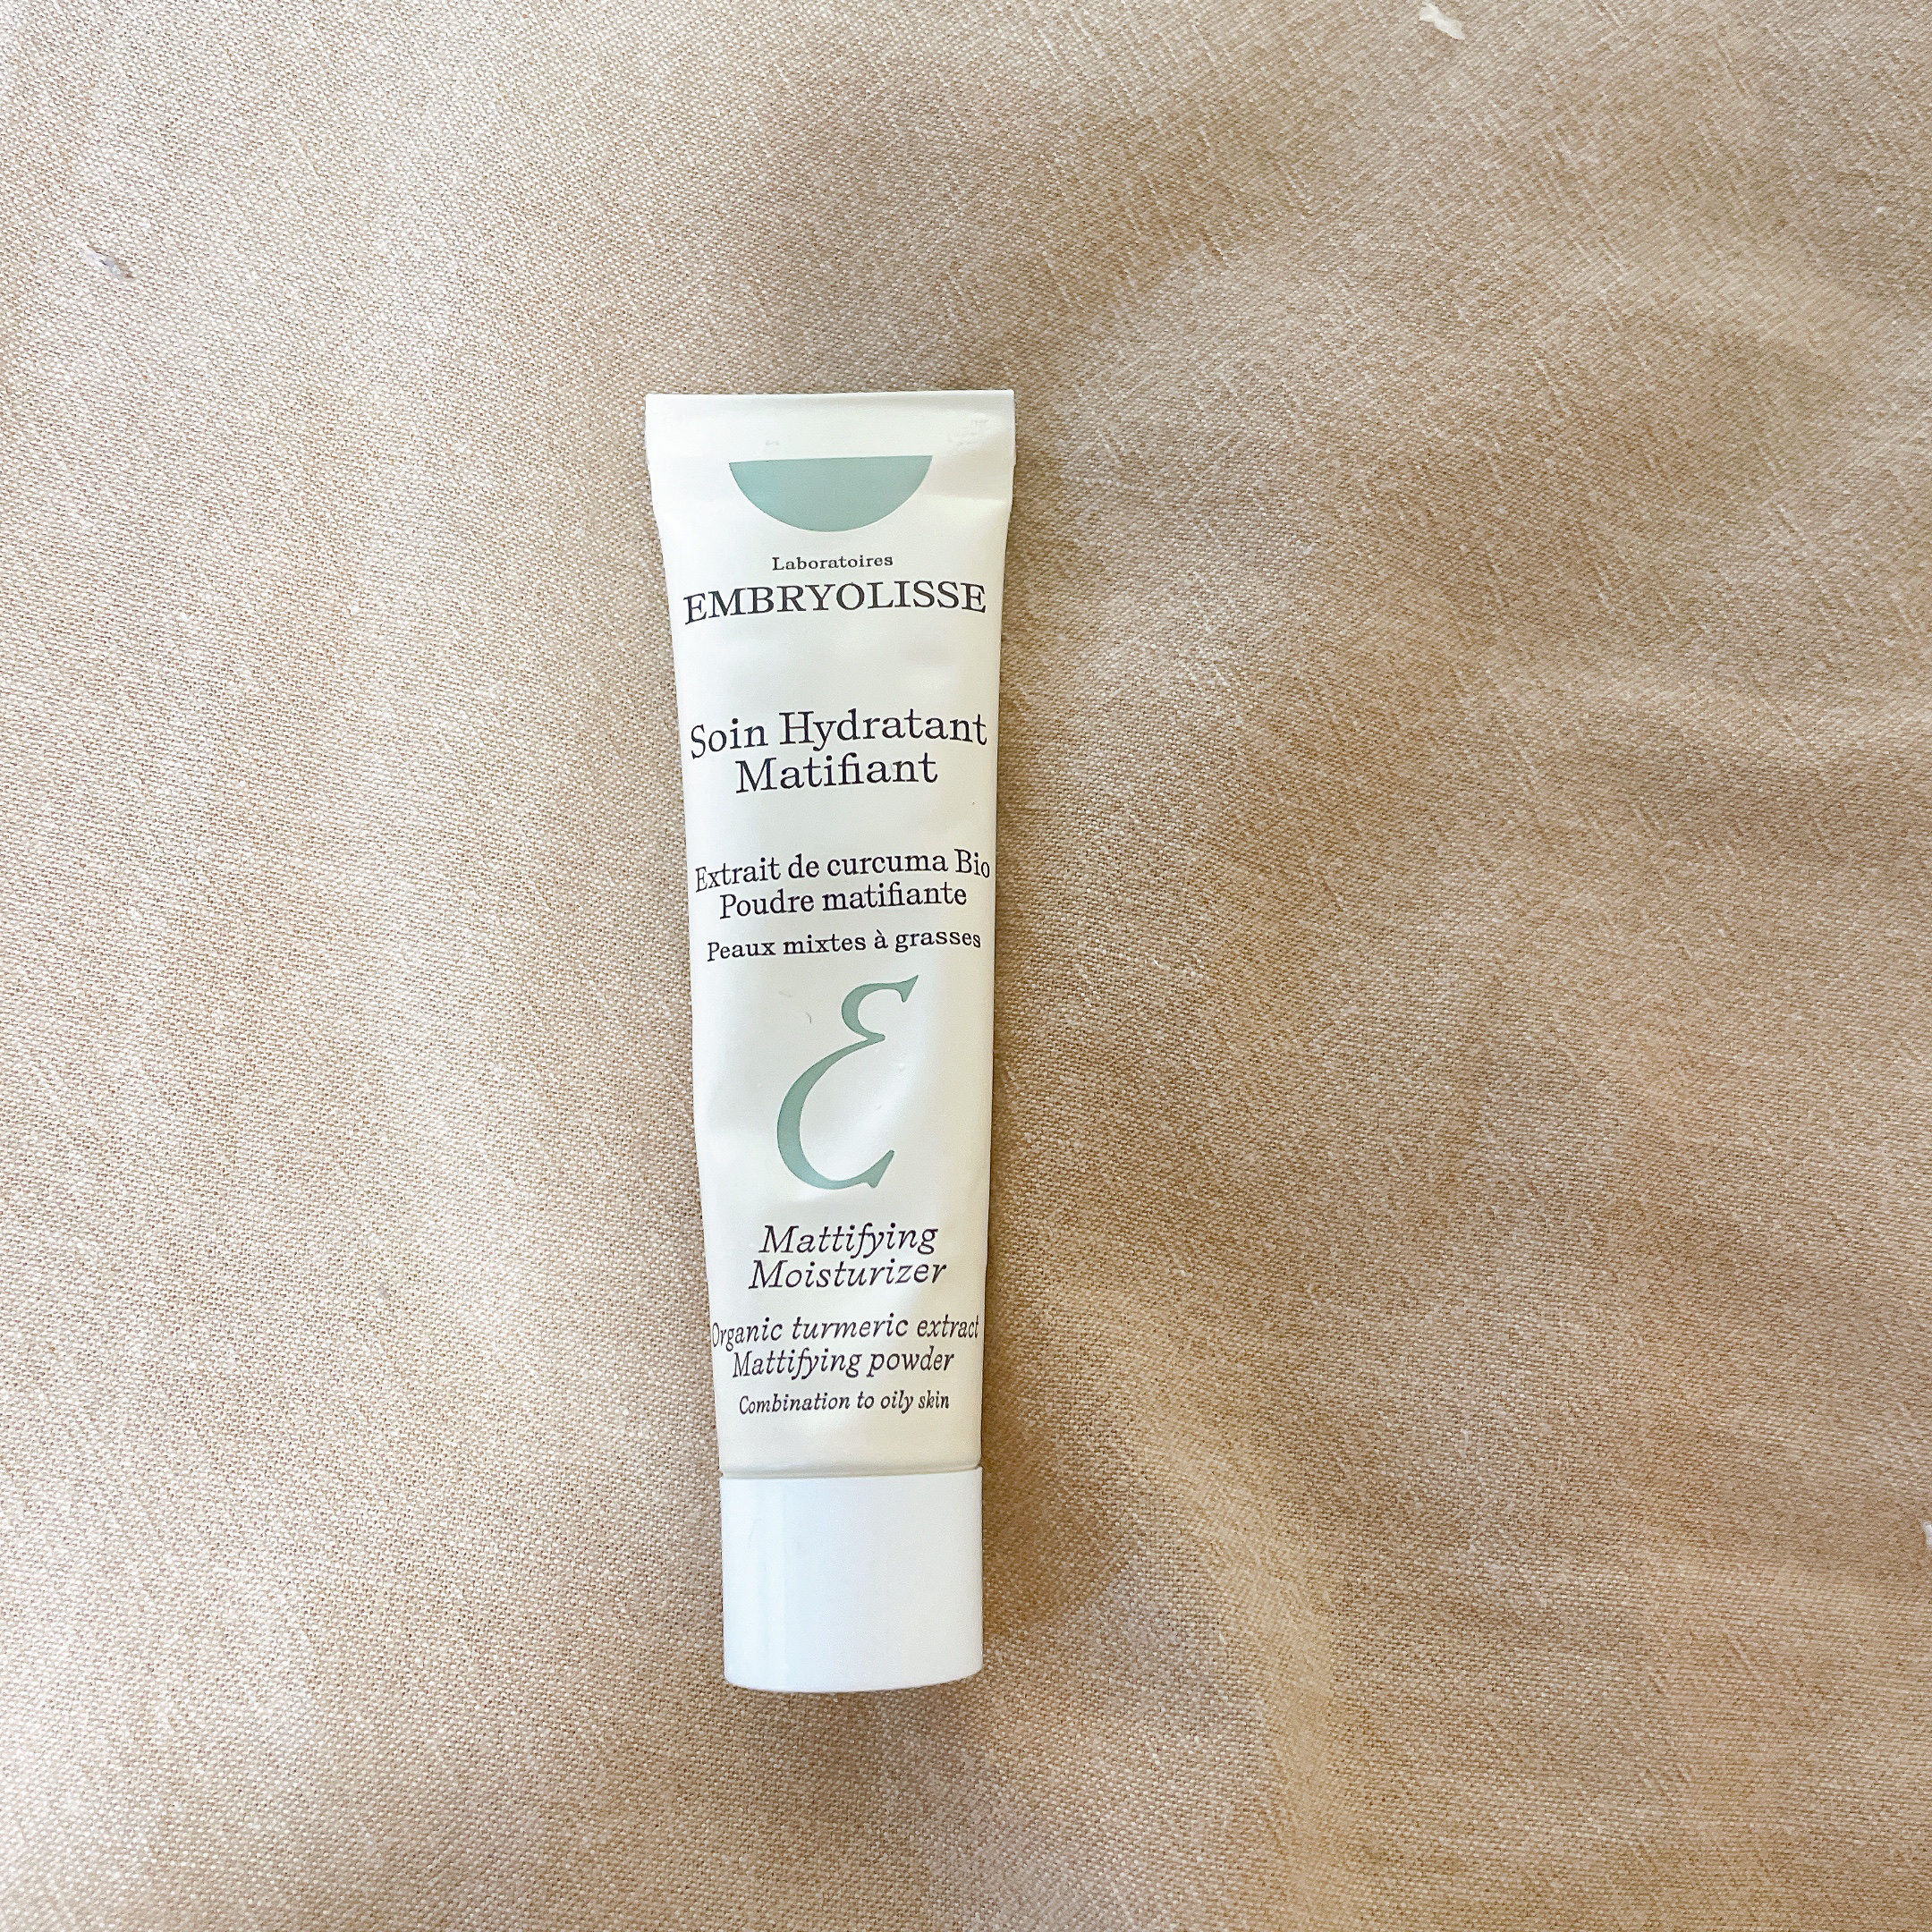 Laboratoires
EMBRYOLISSE
Soin Hydratant
Matifiant
Extrait de curcuma Bio
Poudre matifiante
Peaux mixtes à grasses
E
Mattifying
Moisturizer
Organic turmeric extract
Mattifying powder
Combination to oily skin